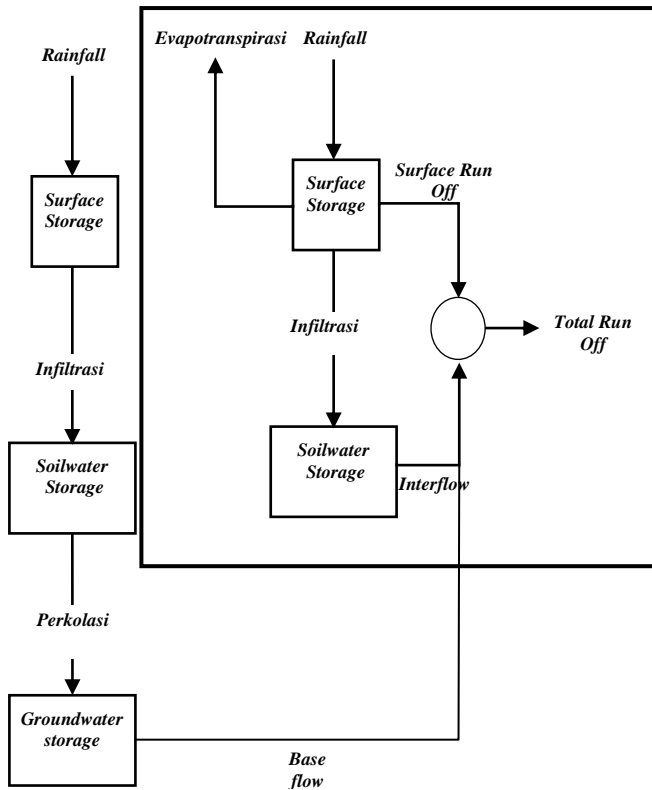 Evapotranspirasi
Rainfall
Rainfall
Surface
Storage
Surface
Storage
Surface Run
Off
Infiltrasi
Total Run
Off
Infiltrasi
Soilwater
Storage
Soilwater
Storage
Interflow
Perkolasi
Groundwater
storage
Base
flow